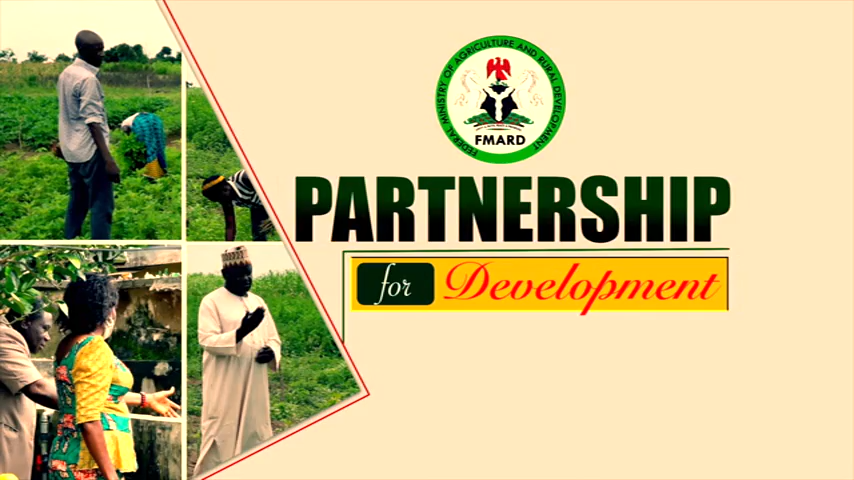 FEDERAL MINISTRY OF AGRICULTURE AND RURAL DEVELOPMENT
FMARD
PARTNERSHIP
for Development